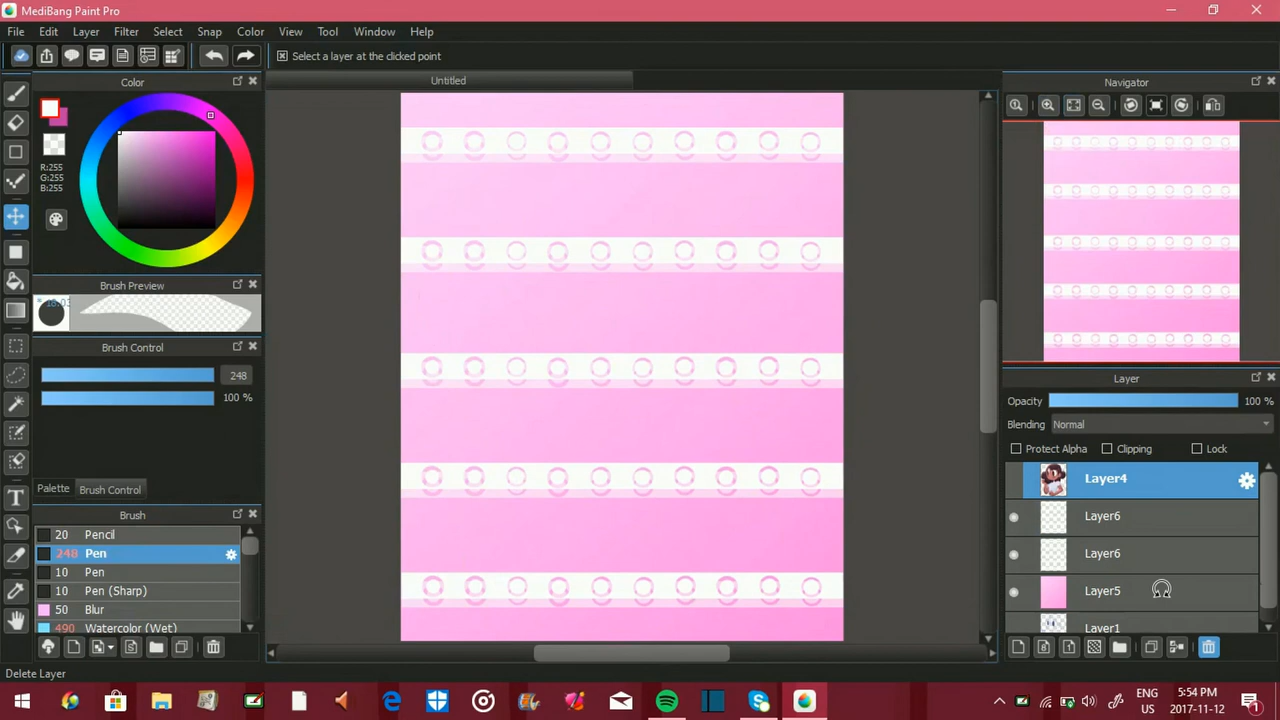 MediBang Paint Pro
File Edit Layer Filter Select Snap Color View Tool Window Help
Select a layer at the clicked point
Color
Untitled
Navigator
R:255
G:255
B:255
Brush Preview
* 18.03
Brush Control
248
100 %
Palette
Brush Control
Brush
20 Pencil
248 Pen
10 Pen
10 Pen (Sharp)
50 Blur
490 Watercolor (Wet)
Delete Layer
Layer
Opacity 100 %
Blending Normal
Protect Alpha Clipping Lock
Layer4
Layer6
Layer6
Layer5
Layer1
ENG
US
5:54 PM
2017-11-12
1